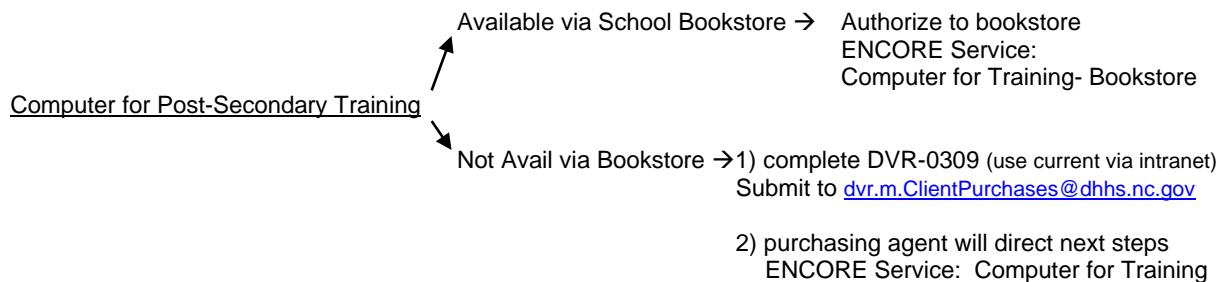 Available via School Bookstore → Authorize to bookstore
ENCORE Service:
Computer for Training- Bookstore
Computer for Post-Secondary Training
Not Avail via Bookstore → 1) complete DVR-0309 (use current via intranet)
Submit to dvr.m.ClientPurchases@dhhs.nc.gov
2) purchasing agent will direct next steps
ENCORE Service: Computer for Training